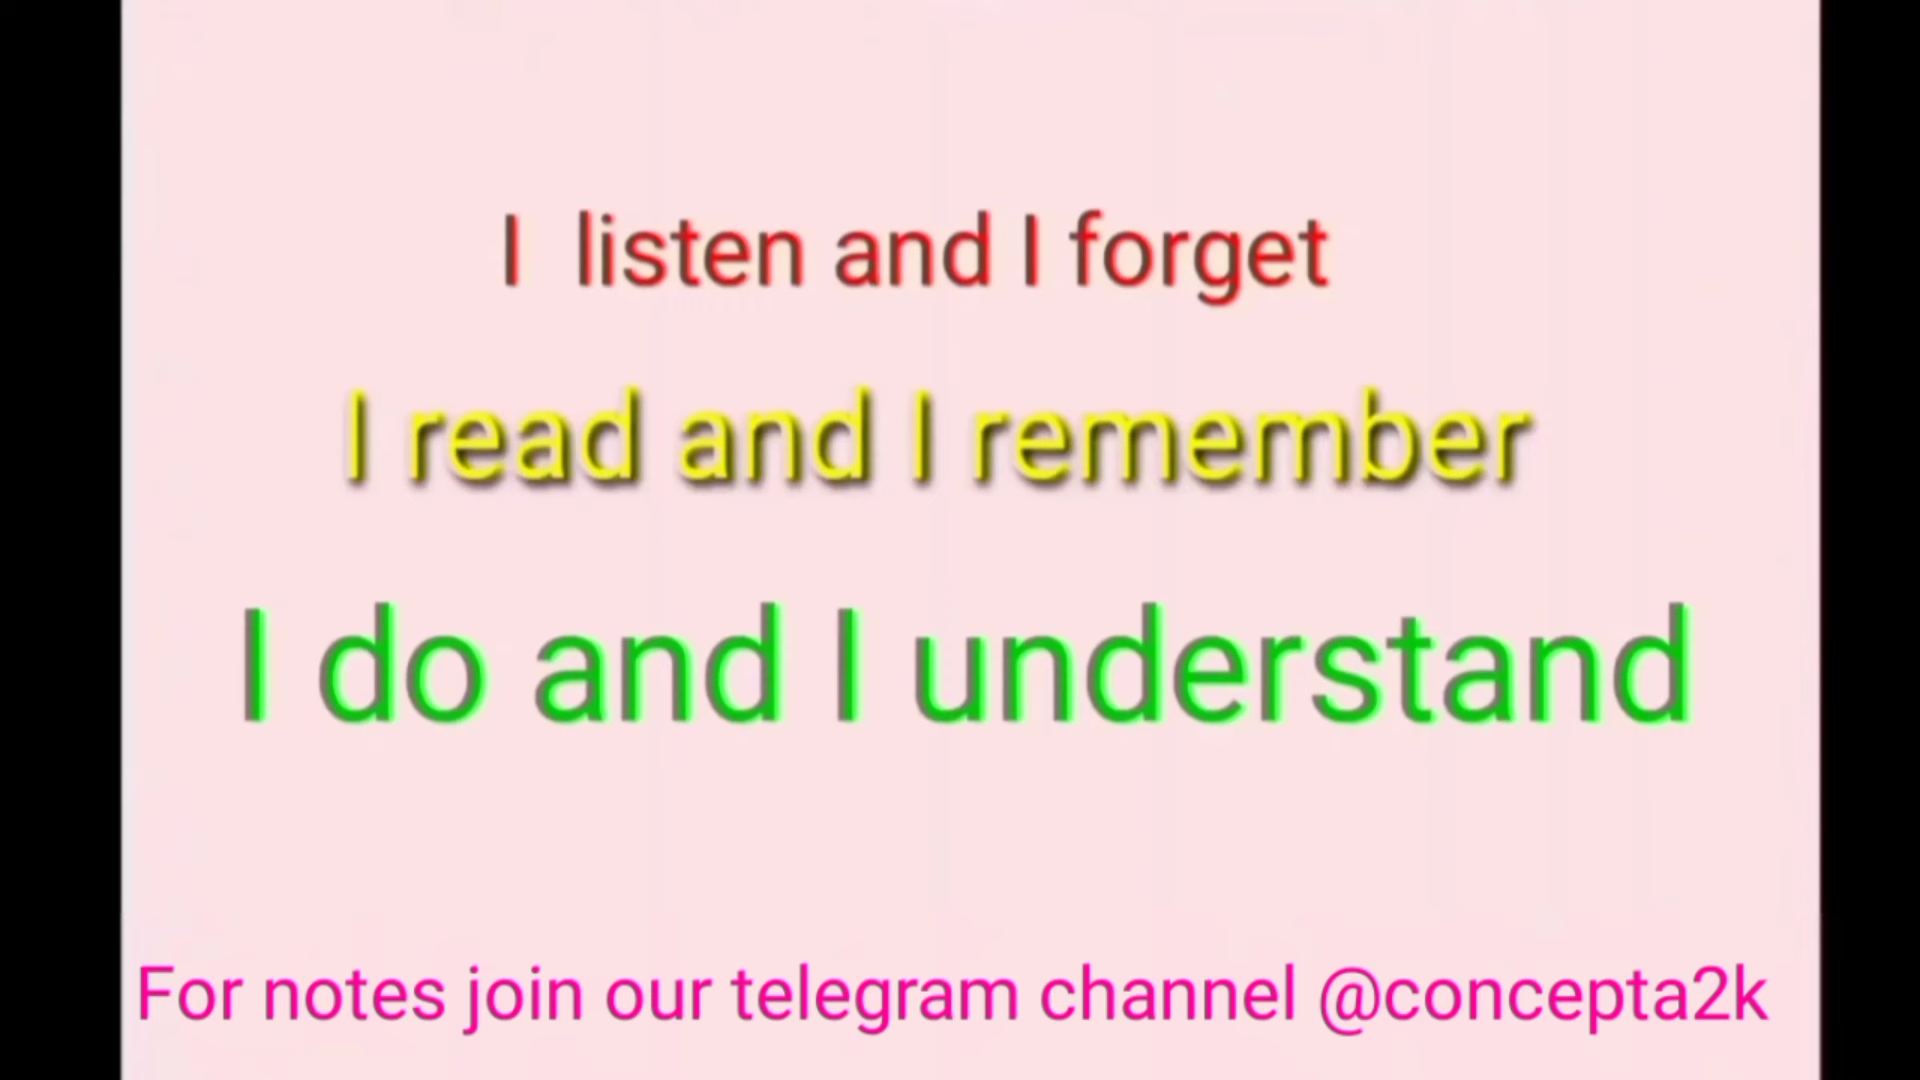 I listen and I forget
I read and I remember
I do and I understand
For notes join our telegram channel @concepta2k